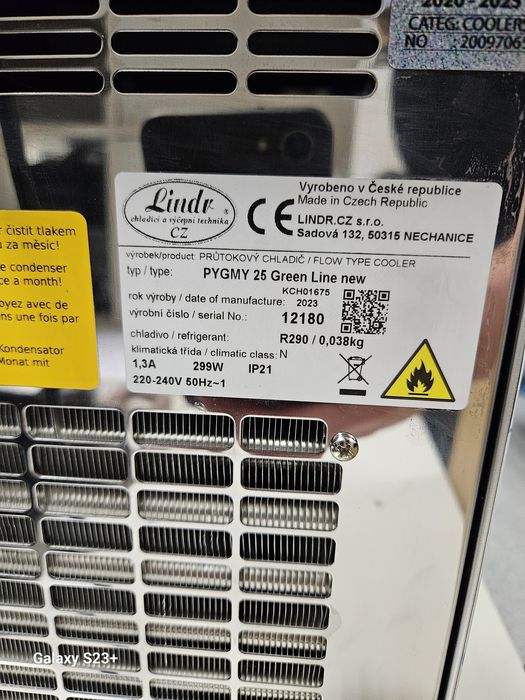 2020 - 2025
CATEG: COOLER
NO : 2009706
Lindr ®
chladicí a výčepní technika
CZ
CE
Vyrobeno v České republice
Made in Czech Republic
LINDR.CZ s.r.o.
Sadová 132, 50315 NECHANICE
výrobek/product: PRŮTOKOVÝ CHLADIČ / FLOW TYPE COOLER
typ / type: PYGMY 25 Green Line new
KCH01675
rok výroby / date of manufacture: 2023
výrobní číslo / serial No.: 12180
chladivo / refrigerant: R290 / 0,038kg
klimatická třída / climatic class: N
1,3A 299W IP21
220-240V 50Hz~1
čistit tlakem
u za měsíc!
e condenser
ce a month!
oyez avec de
ns une fois par
Kondensator
Monat mit
Galaxy S23+